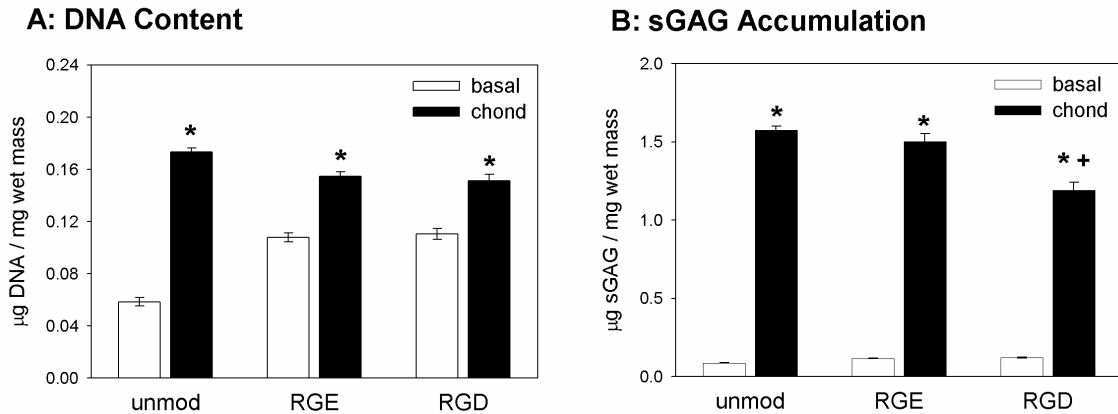 A: DNA Content
µg DNA / mg wet mass
0.24
0.20
0.16
0.12
0.08
0.04
0.00
basal
chond
*
*
*
unmod
RGE
RGD
B: sGAG Accumulation
µg sGAG / mg wet mass
2.0
1.5
1.0
0.5
0.0
basal
chond
*
*
* +
unmod
RGE
RGD